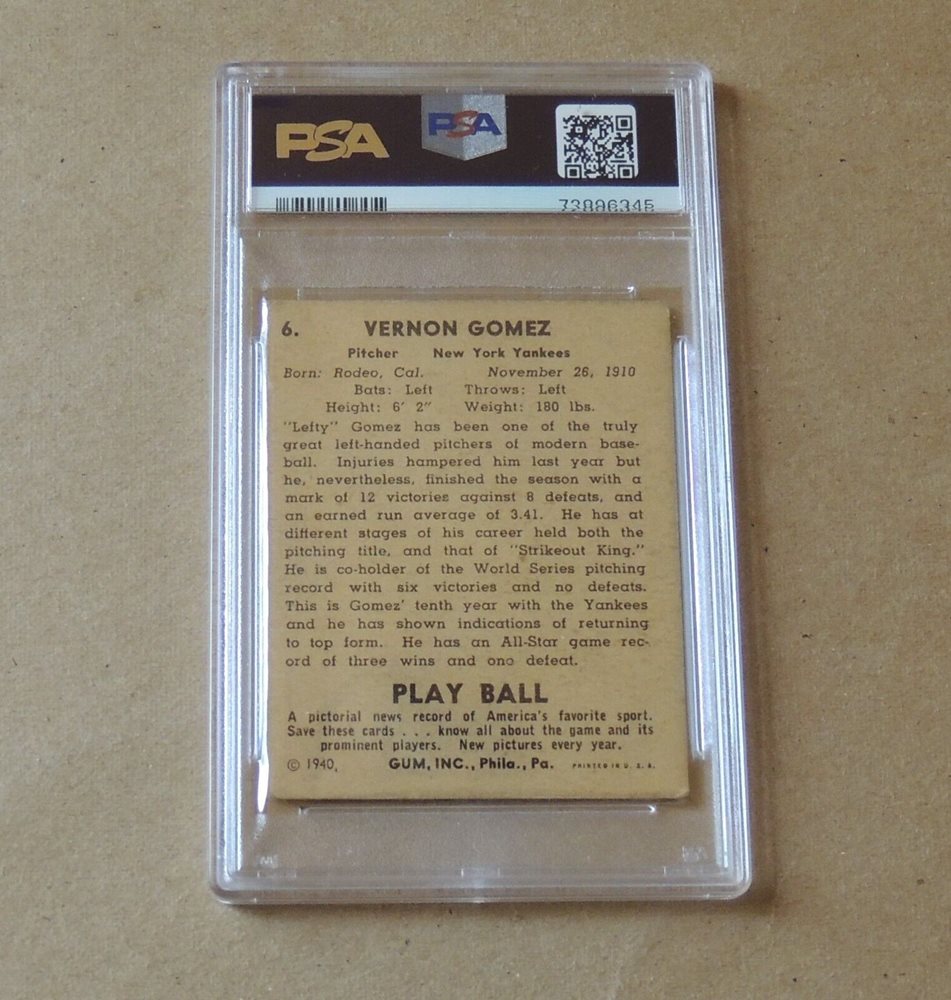 PSA PSA
73896345
6. VERNON GOMEZ
Pitcher New York Yankees
Born: Rodeo, Cal. November 26, 1910
Bats: Left Throws: Left
Height: 6' 2" Weight: 180 lbs.
"Lefty" Gomez has been one of the truly
great left-handed pitchers of modern base-
ball. Injuries hampered him last year but
he, nevertheless, finished the season with a
mark of 12 victories against 8 defeats, and
an earned run average of 3.41. He has at
different stages of his career held both the
pitching title, and that of "Strikeout King."
He is co-holder of the World Series pitching
record with six victories and no defeats.
This is Gomez' tenth year with the Yankees
and he has shown indications of returning
to top form. He has an All-Star game rec-
ord of three wins and one defeat.
PLAY BALL
A pictorial news record of America's favorite sport.
Save these cards . . . know all about the game and its
prominent players. New pictures every year.
© 1940, GUM, INC., Phila., Pa. PRINTED IN U. S. A.